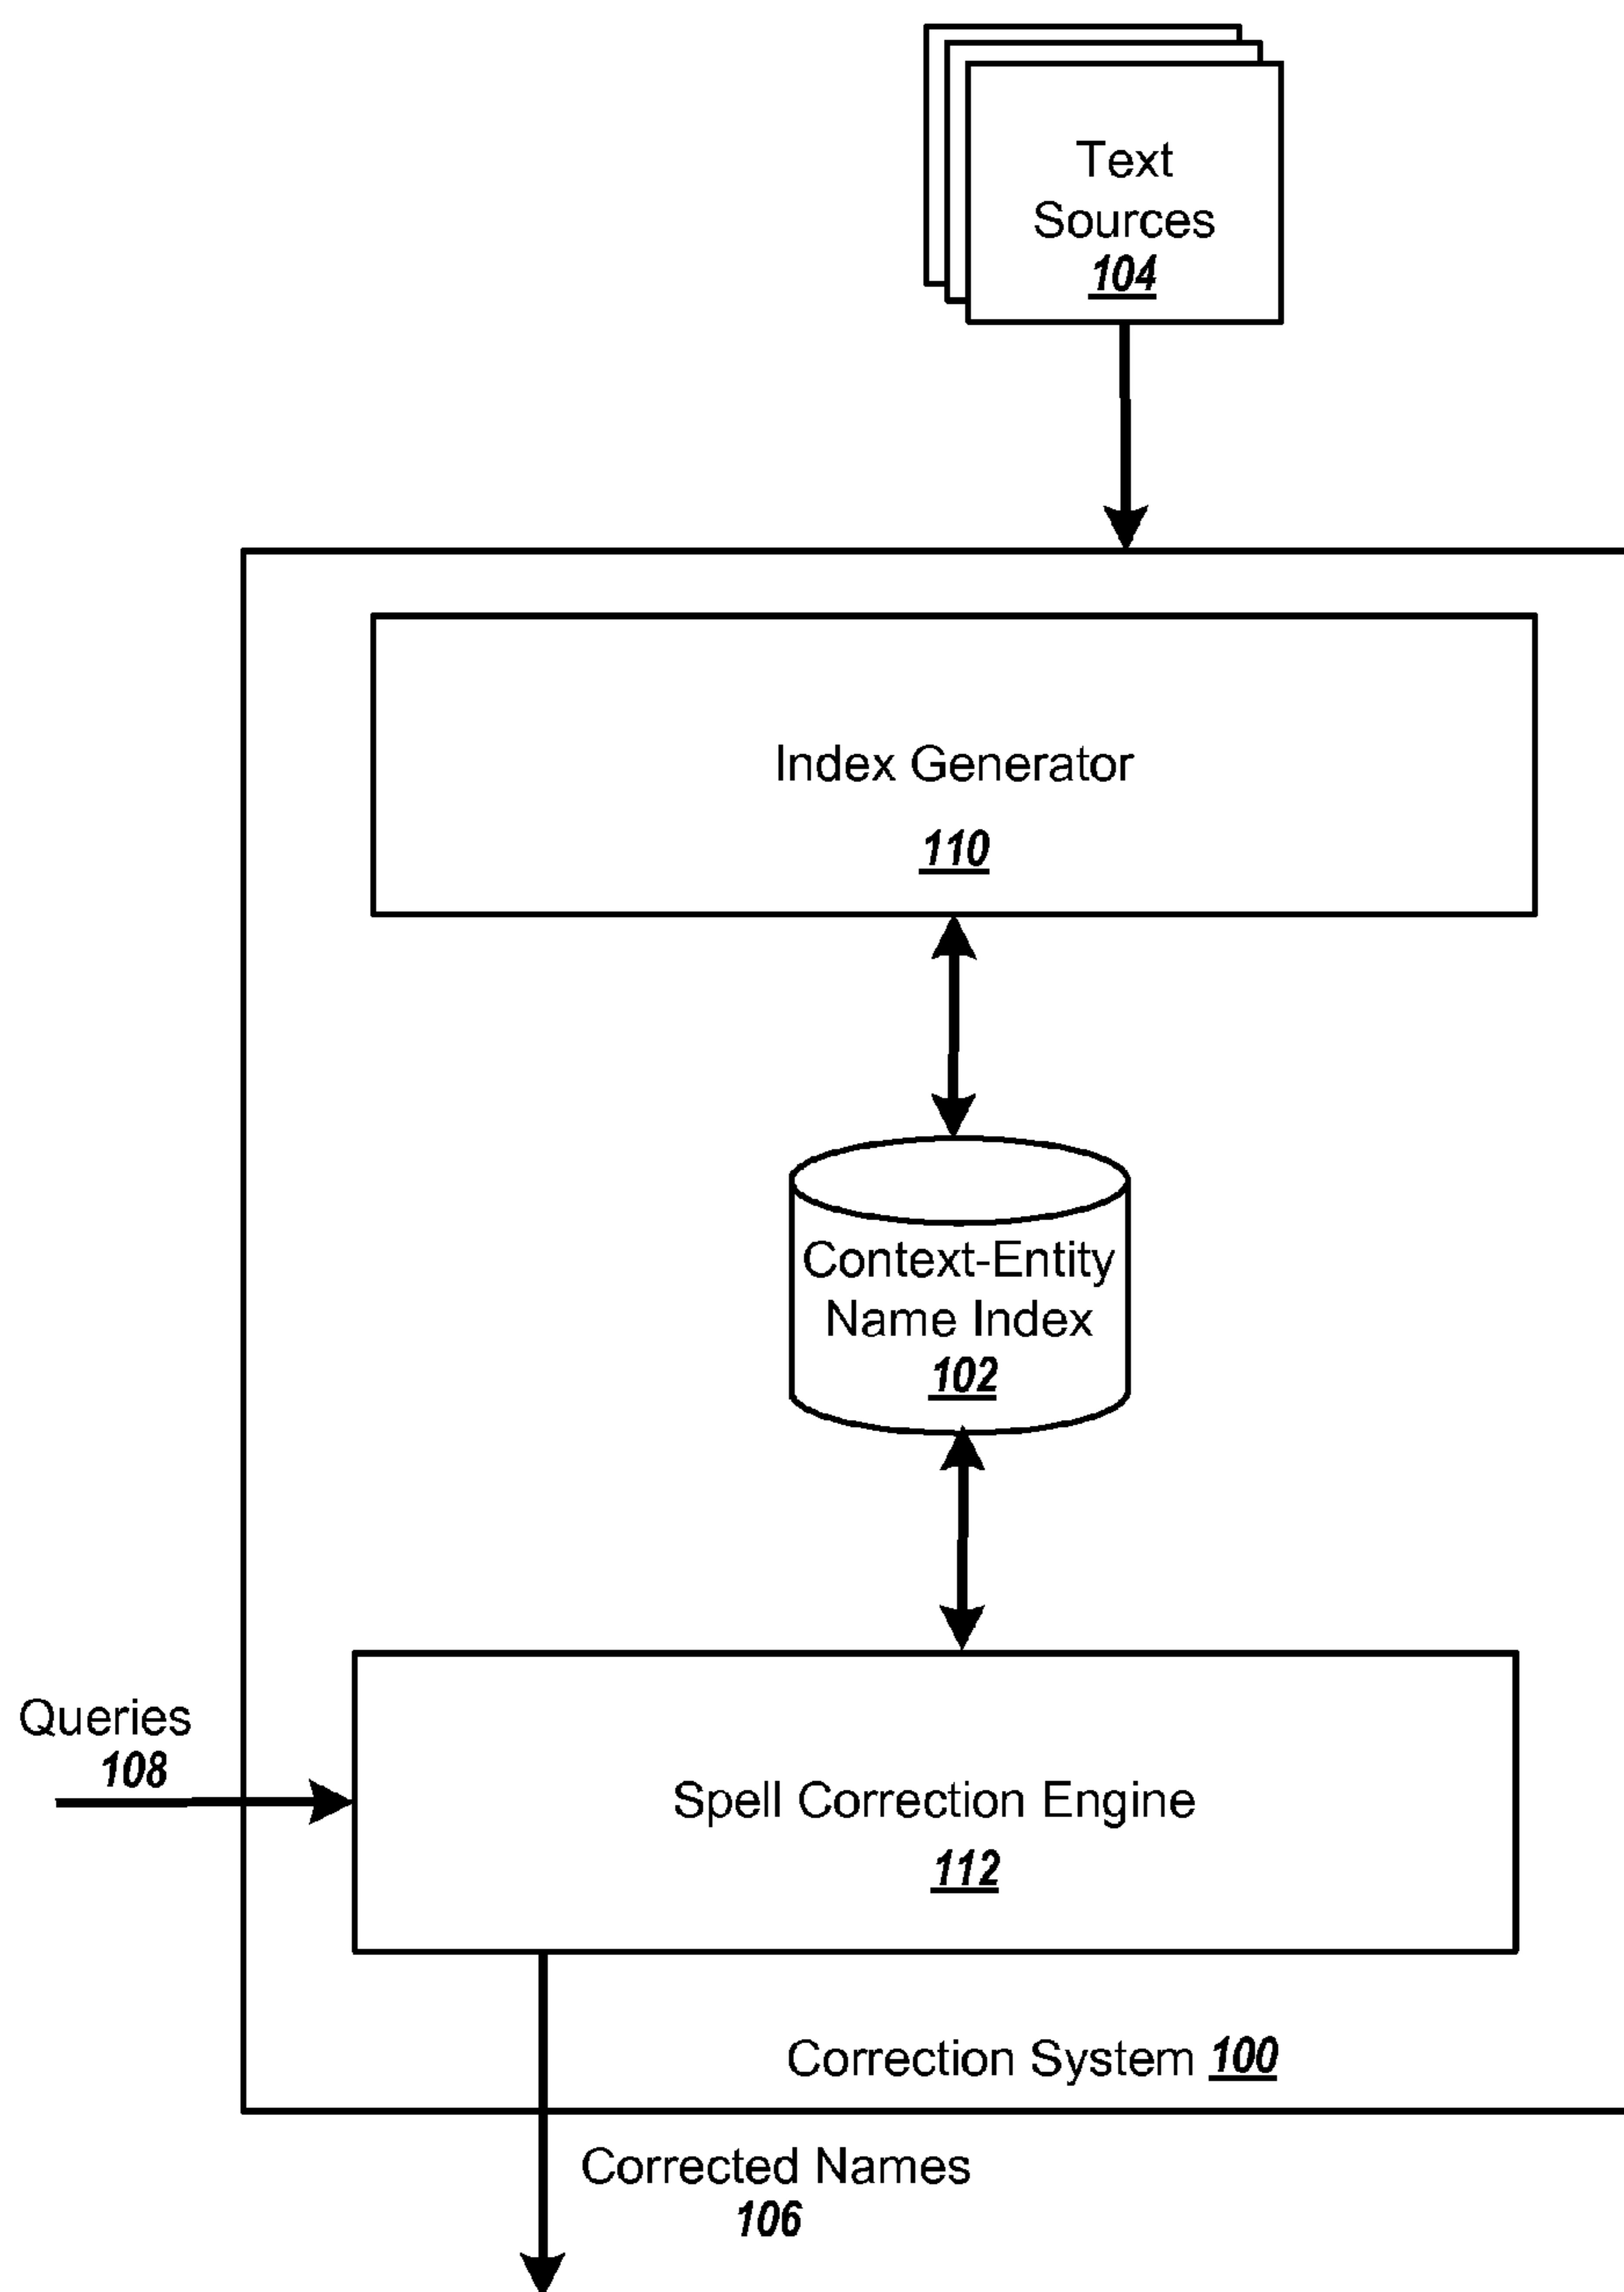 Text
Sources
104
Index Generator
110
Context-Entity
Name Index
102
Queries
108
Spell Correction Engine
112
Correction System 100
Corrected Names
106